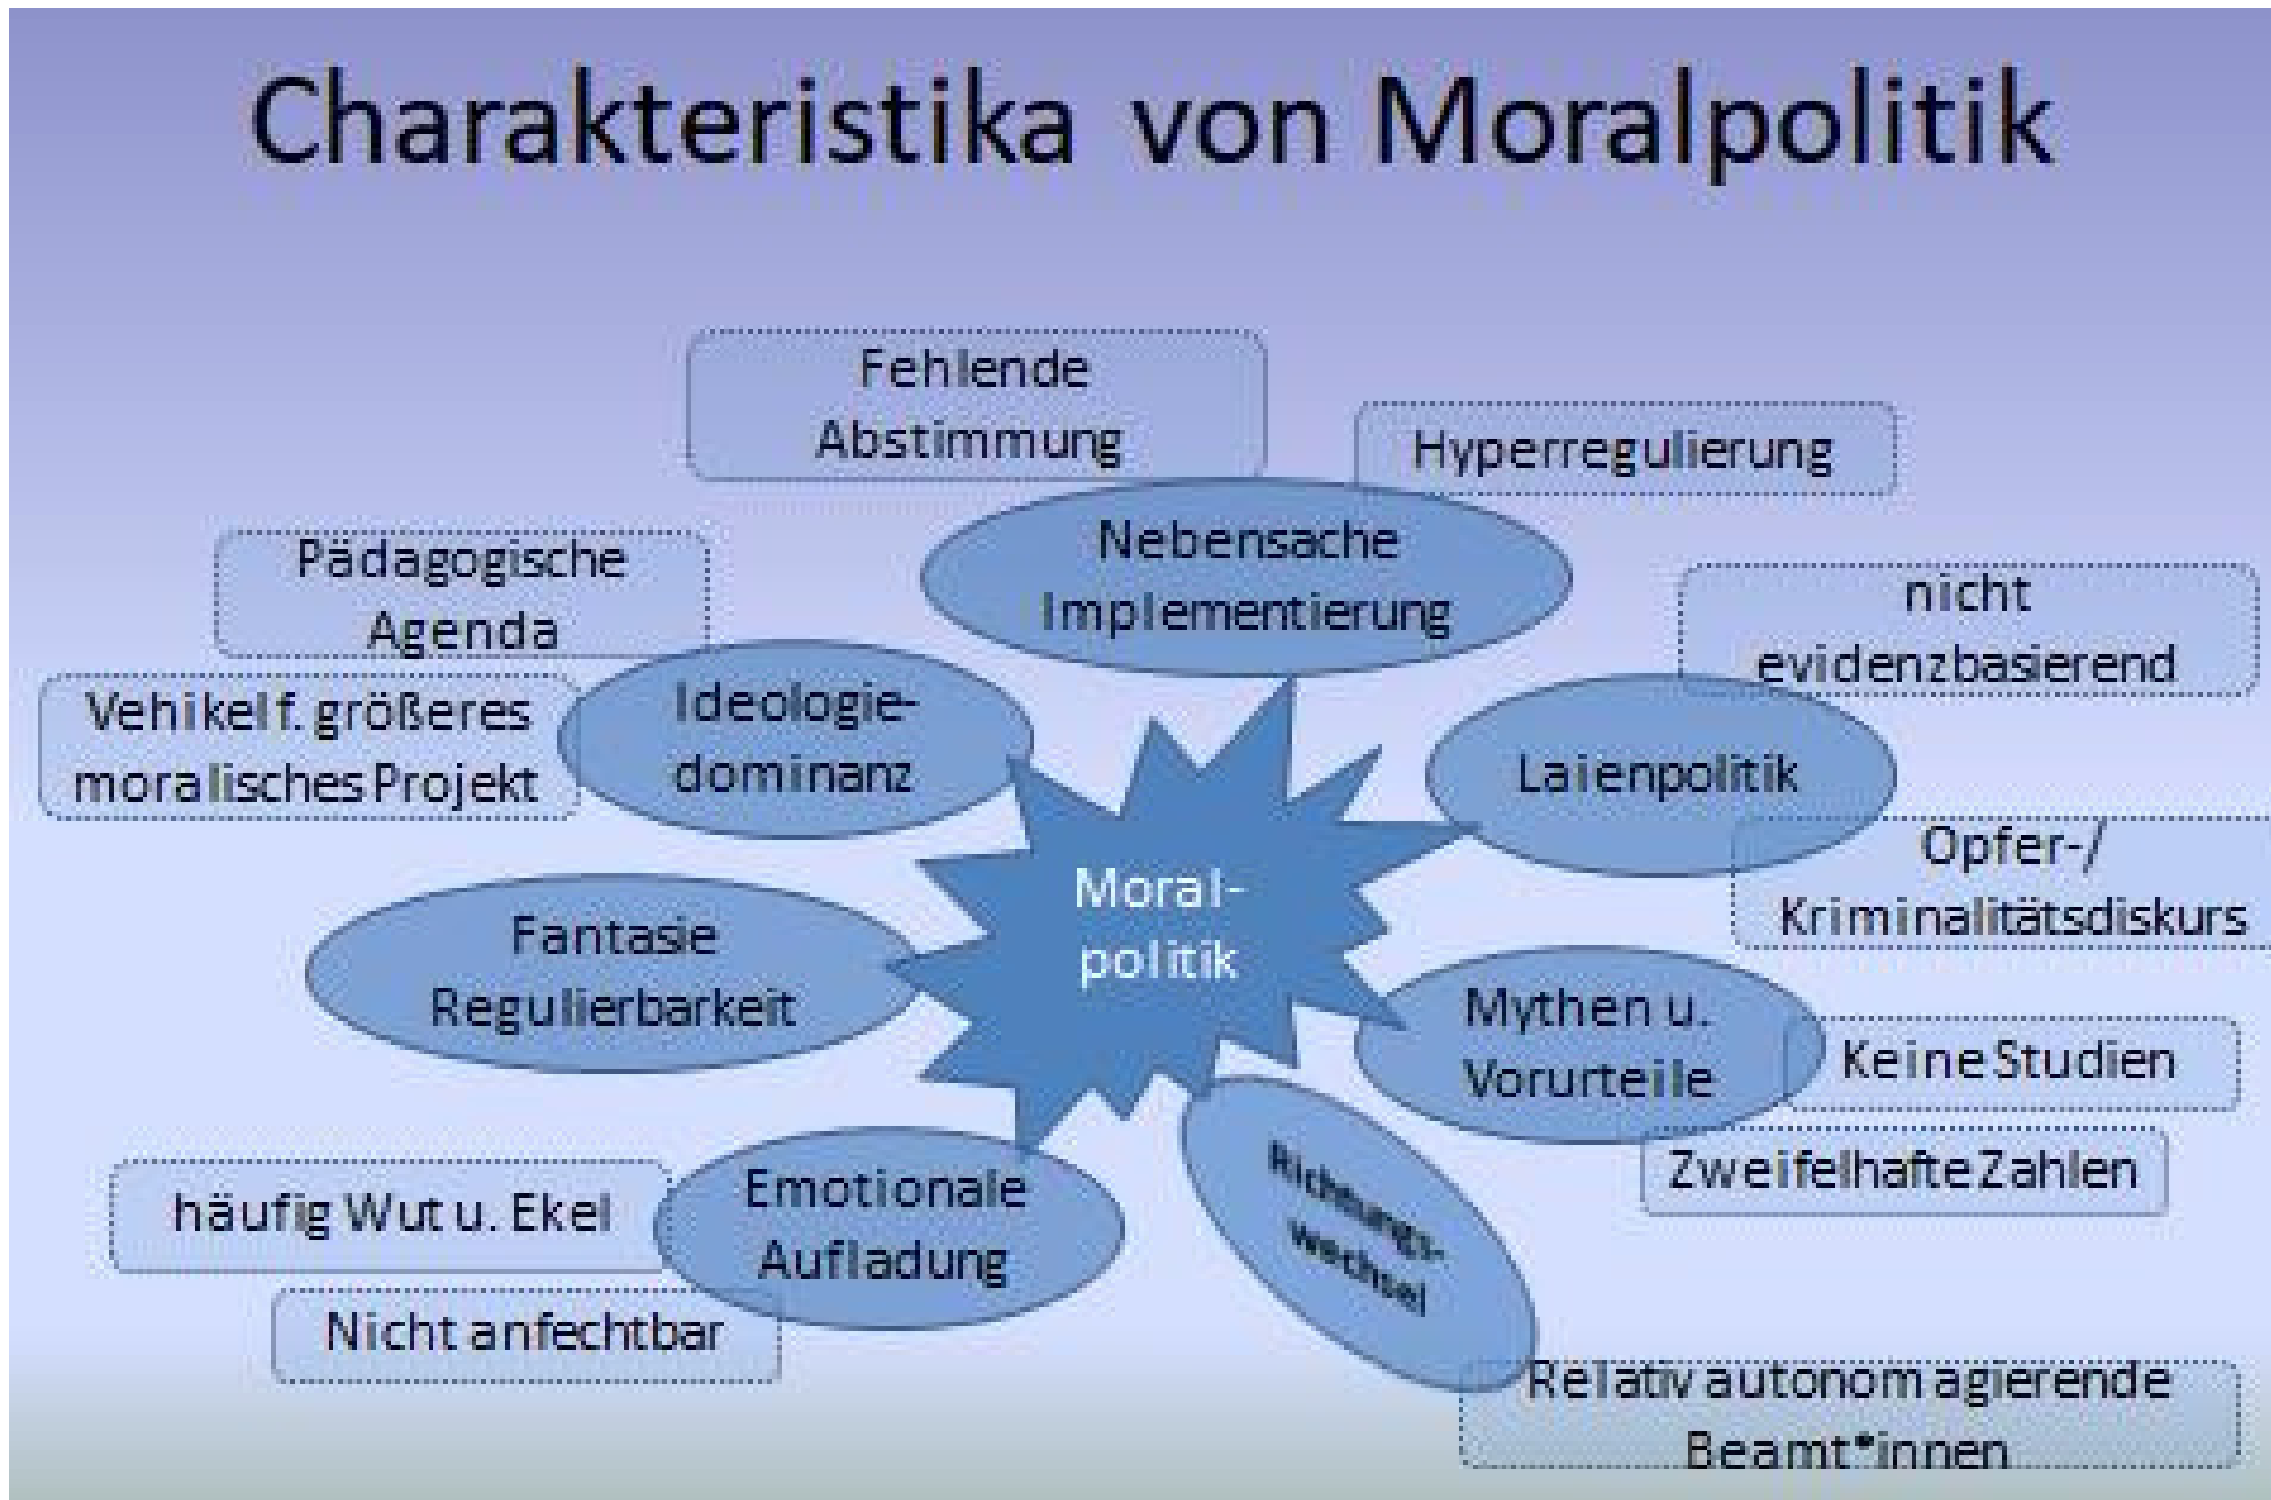 Charakteristika von Moralpolitik
Fehlende
Abstimmung
Hyperregulierung
Nebensache
Implementierung
Pädagogische
Agenda
Vehikel f. größeres
moralisches Projekt
Ideologie-
dominanz
nicht
evidenzbasierend
Laienpolitik
Opfer-/
Kriminalitätsdiskurs
Moral-
politik
Fantasie
Regulierbarkeit
Mythen u.
Vorurteile
Keine Studien
Zweifelhafte Zahlen
häufig Wut u. Ekel
Emotionale
Aufladung
Nicht anfechtbar
Richtungs-
wechsel
Relativ autonom agierende
Beamt*innen